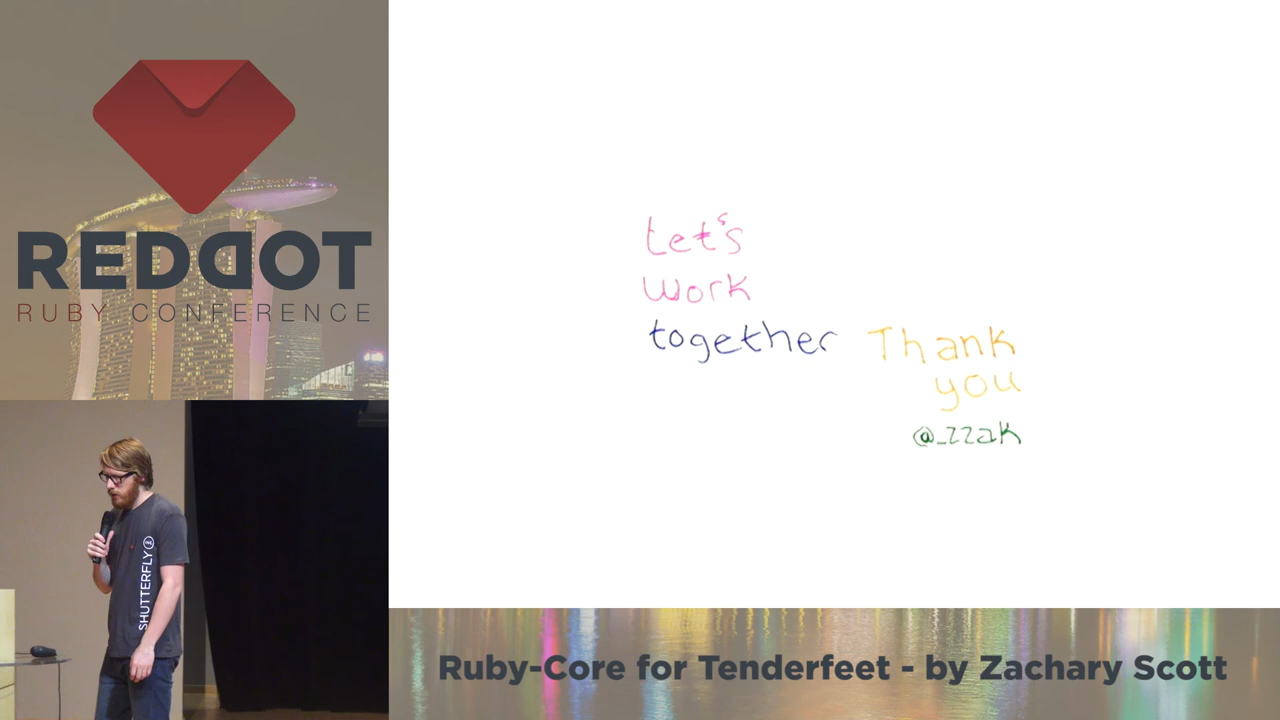 REDDOT
RUBY CONFERENCE
Let's
work
together Thank
you
@_zzak
SHUTTERFLY
Ruby-Core for Tenderfeet - by Zachary Scott